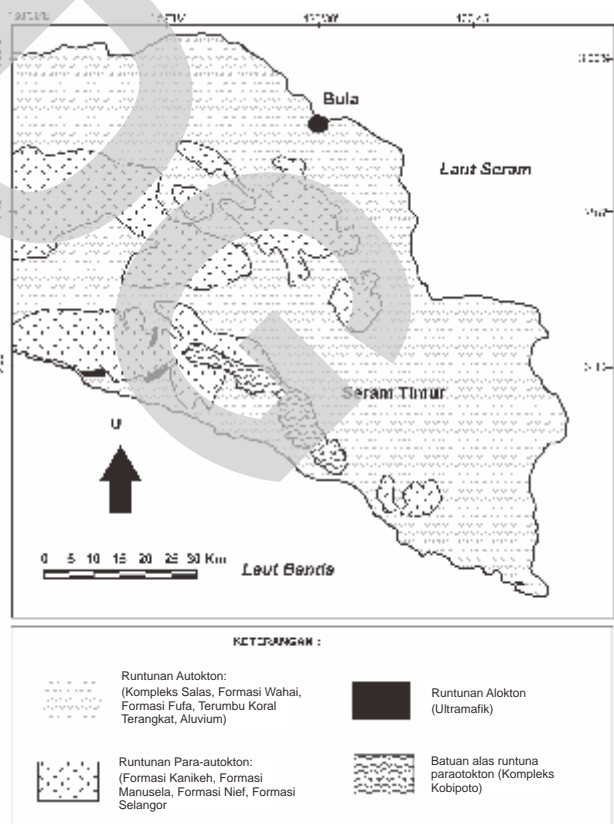 Bula
Laut Seram
Seram Timur
U
0 5 10 15 20 25 30 Km
Laut Banda
KETERANGAN :
Runtunan Autokton:
(Kompleks Salas, Formasi Wahai,
Formasi Fufa, Terumbu Koral
Terangkat, Aluvium)
Runtunan Alokton
(Ultramafik)
Runtunan Para-autokton:
(Formasi Kanikeh, Formasi
Manusela, Formasi Nief, Formasi
Selangor
Batuan alas runtuna
paraotokton (Kompleks
Kobipoto)